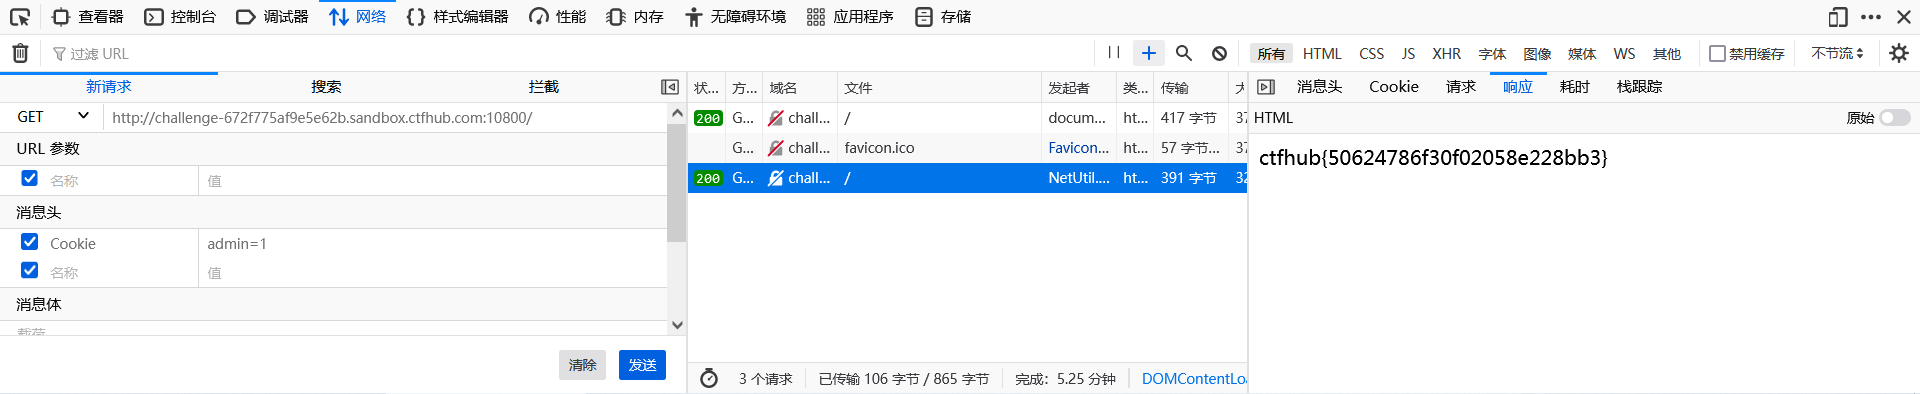 查看器 控制台 调试器 网络 样式编辑器 性能 内存 无障碍环境 应用程序 存储
过滤 URL
所有 HTML CSS JS XHR 字体 图像 媒体 WS 其他 禁用缓存 不节流
新请求 搜索 拦截
状... 方... 域名 文件 发起者 类... 传输
消息头 Cookie 请求 响应 耗时 栈跟踪
GET http://challenge-672f775af9e5e62b.sandbox.ctfhub.com:10800/
URL 参数
名称 值
消息头
Cookie admin=1
名称 值
消息体
载荷
清除 发送
200 G... chall... / docum... ht... 417 字节 37
G... chall... favicon.ico Favicon... ht... 57 字节... 37
200 G... chall... / NetUtil.... ht... 391 字节 32
3 个请求 已传输 106 字节 / 865 字节 完成：5.25 分钟 DOMContentLo
HTML 原始
ctfhub{50624786f30f02058e228bb3}